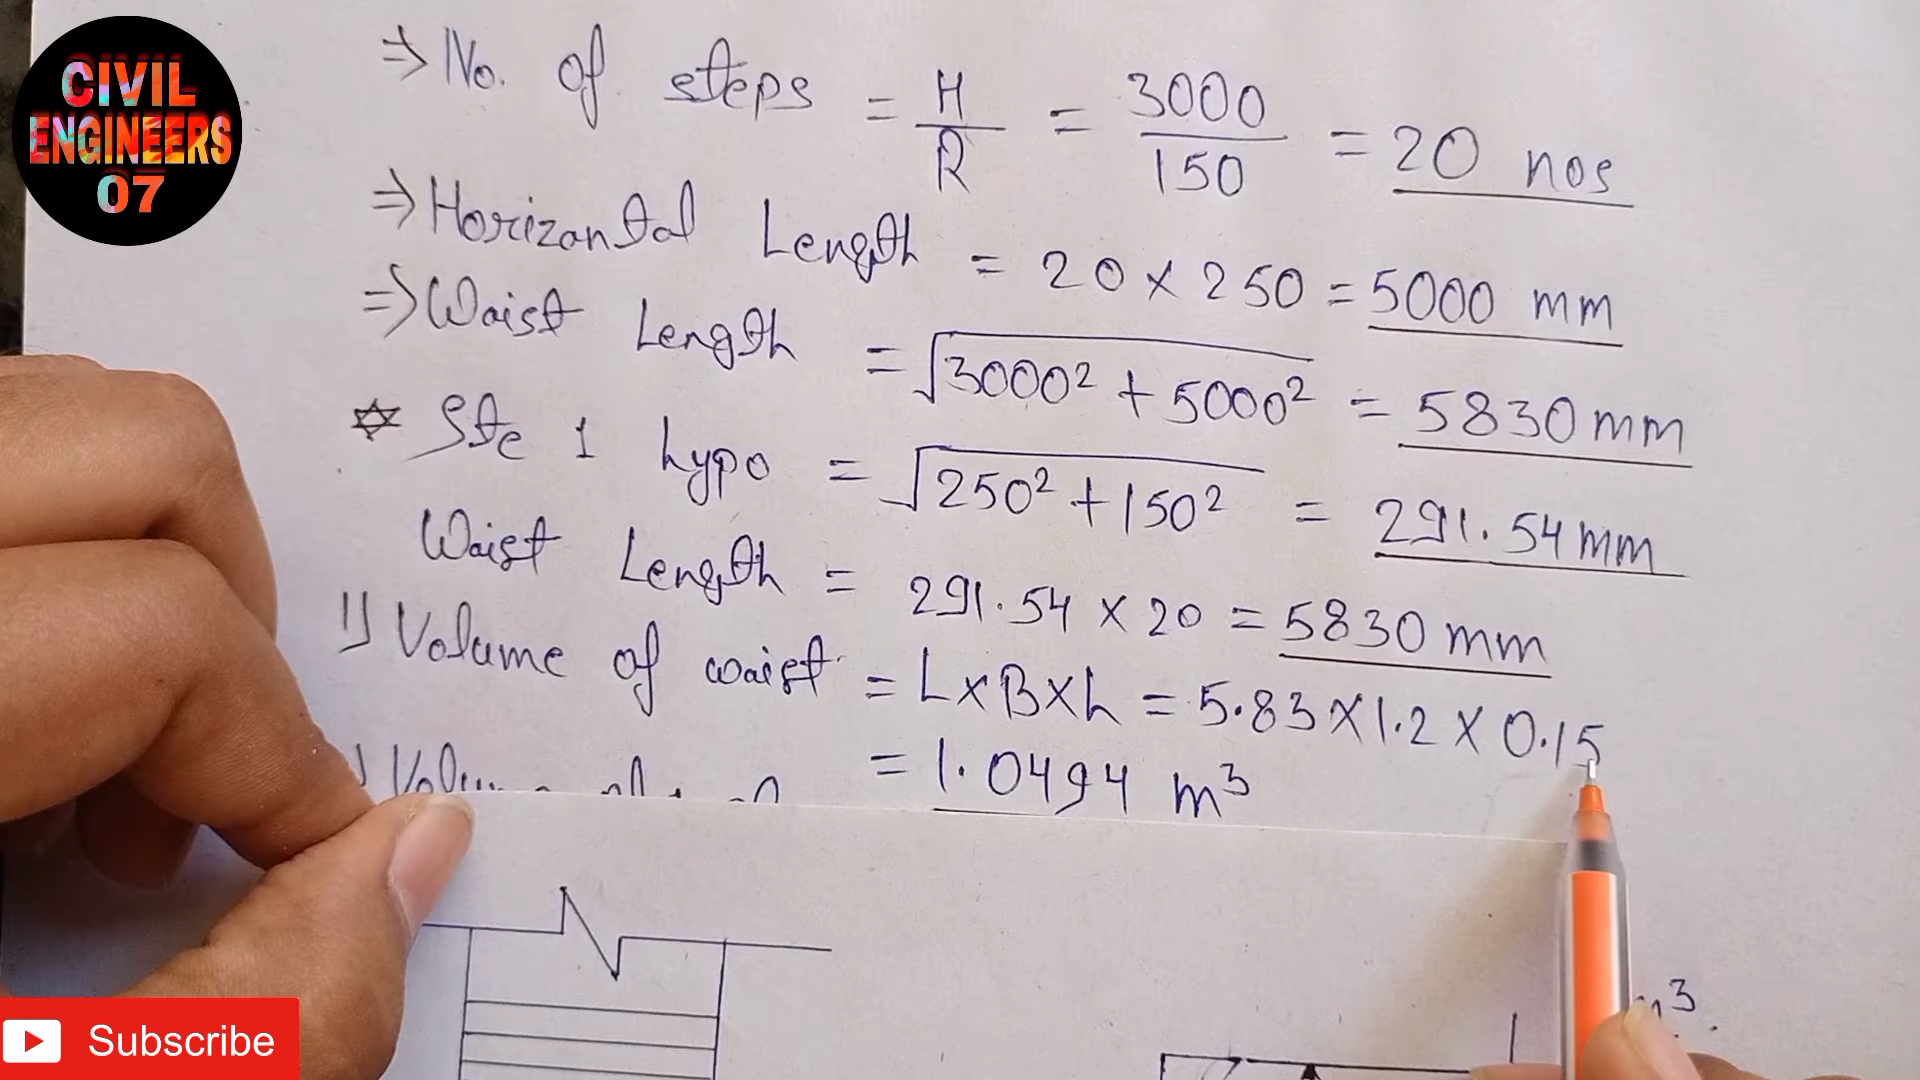 CIVIL
ENGINEERS
07
⇒ No. of steps = H/R = 3000/150 = 20 nos
⇒ Horizantal Length = 20 × 250 = 5000 mm
⇒ Waist Length = √3000² + 5000² = 5830 mm
✡ Ste 1 hypo = √250² + 150² = 291.54 mm
Waist Length = 291.54 × 20 = 5830 mm
1) Volume of waist = L×B×h = 5.83 × 1.2 × 0.15
= 1.0494 m³
m³.
Subscribe